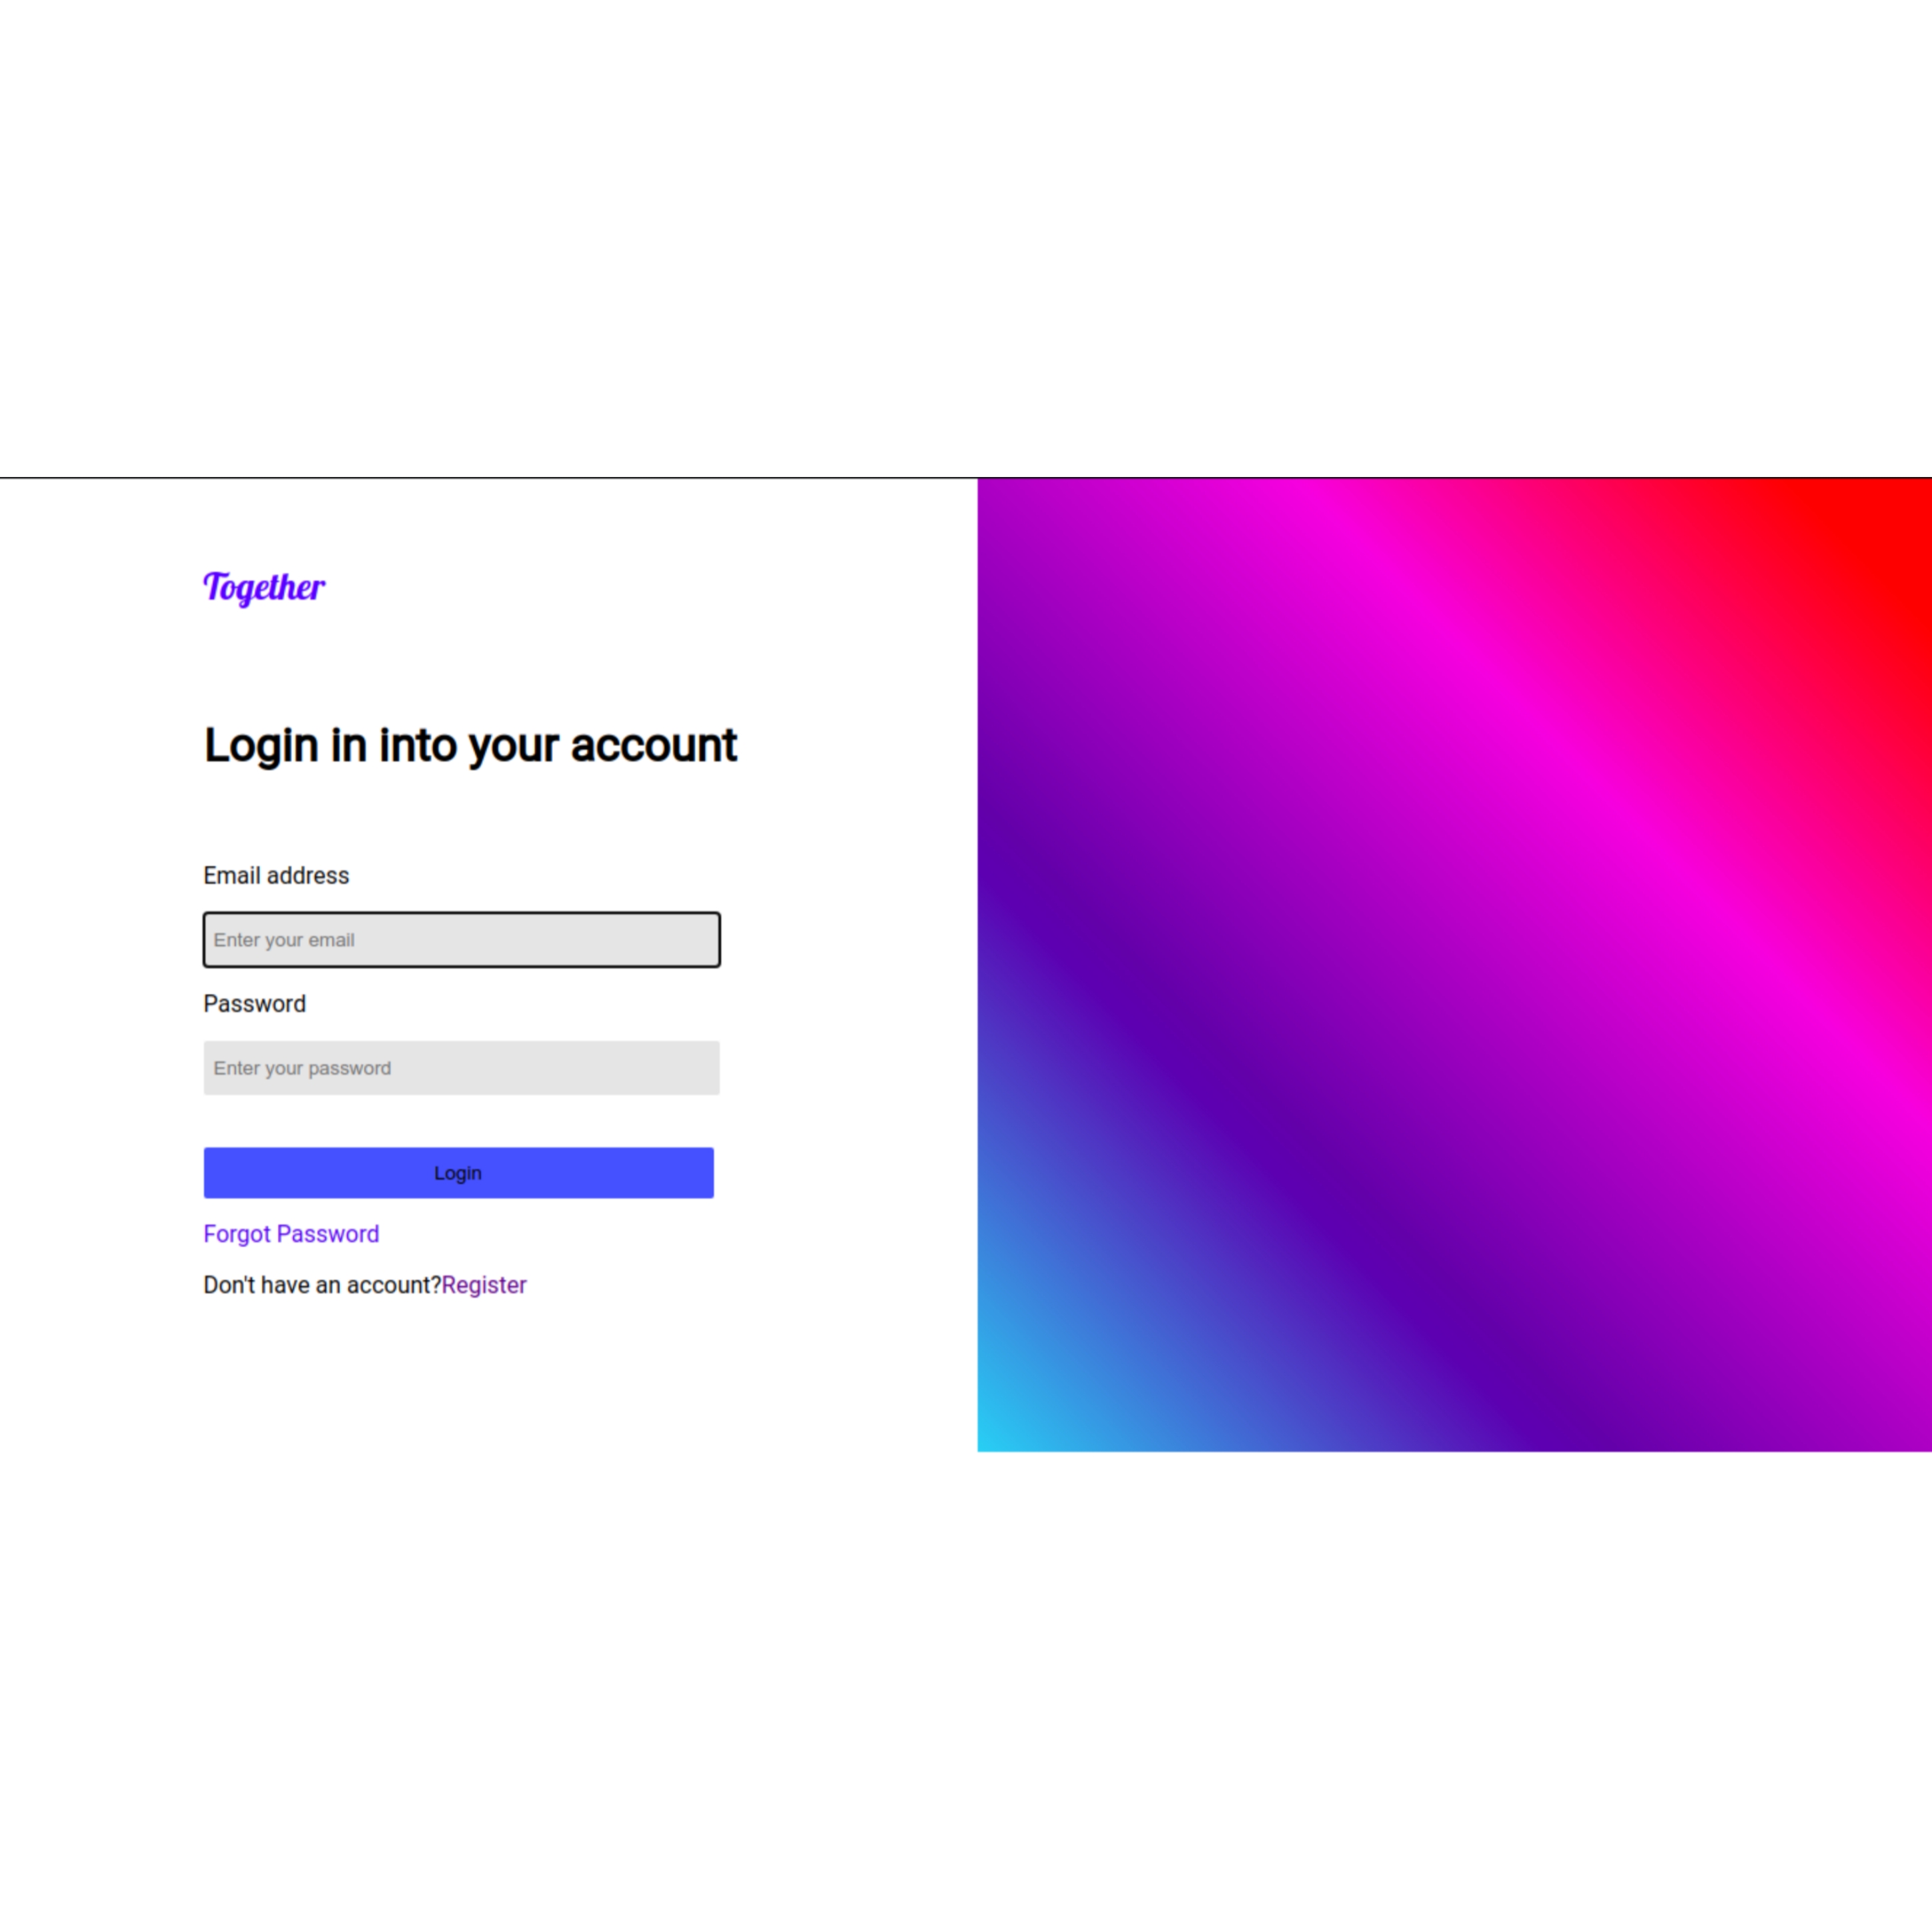 Together
Login in into your account
Email address
Enter your email
Password
Enter your password
Login
Forgot Password
Don't have an account?Register